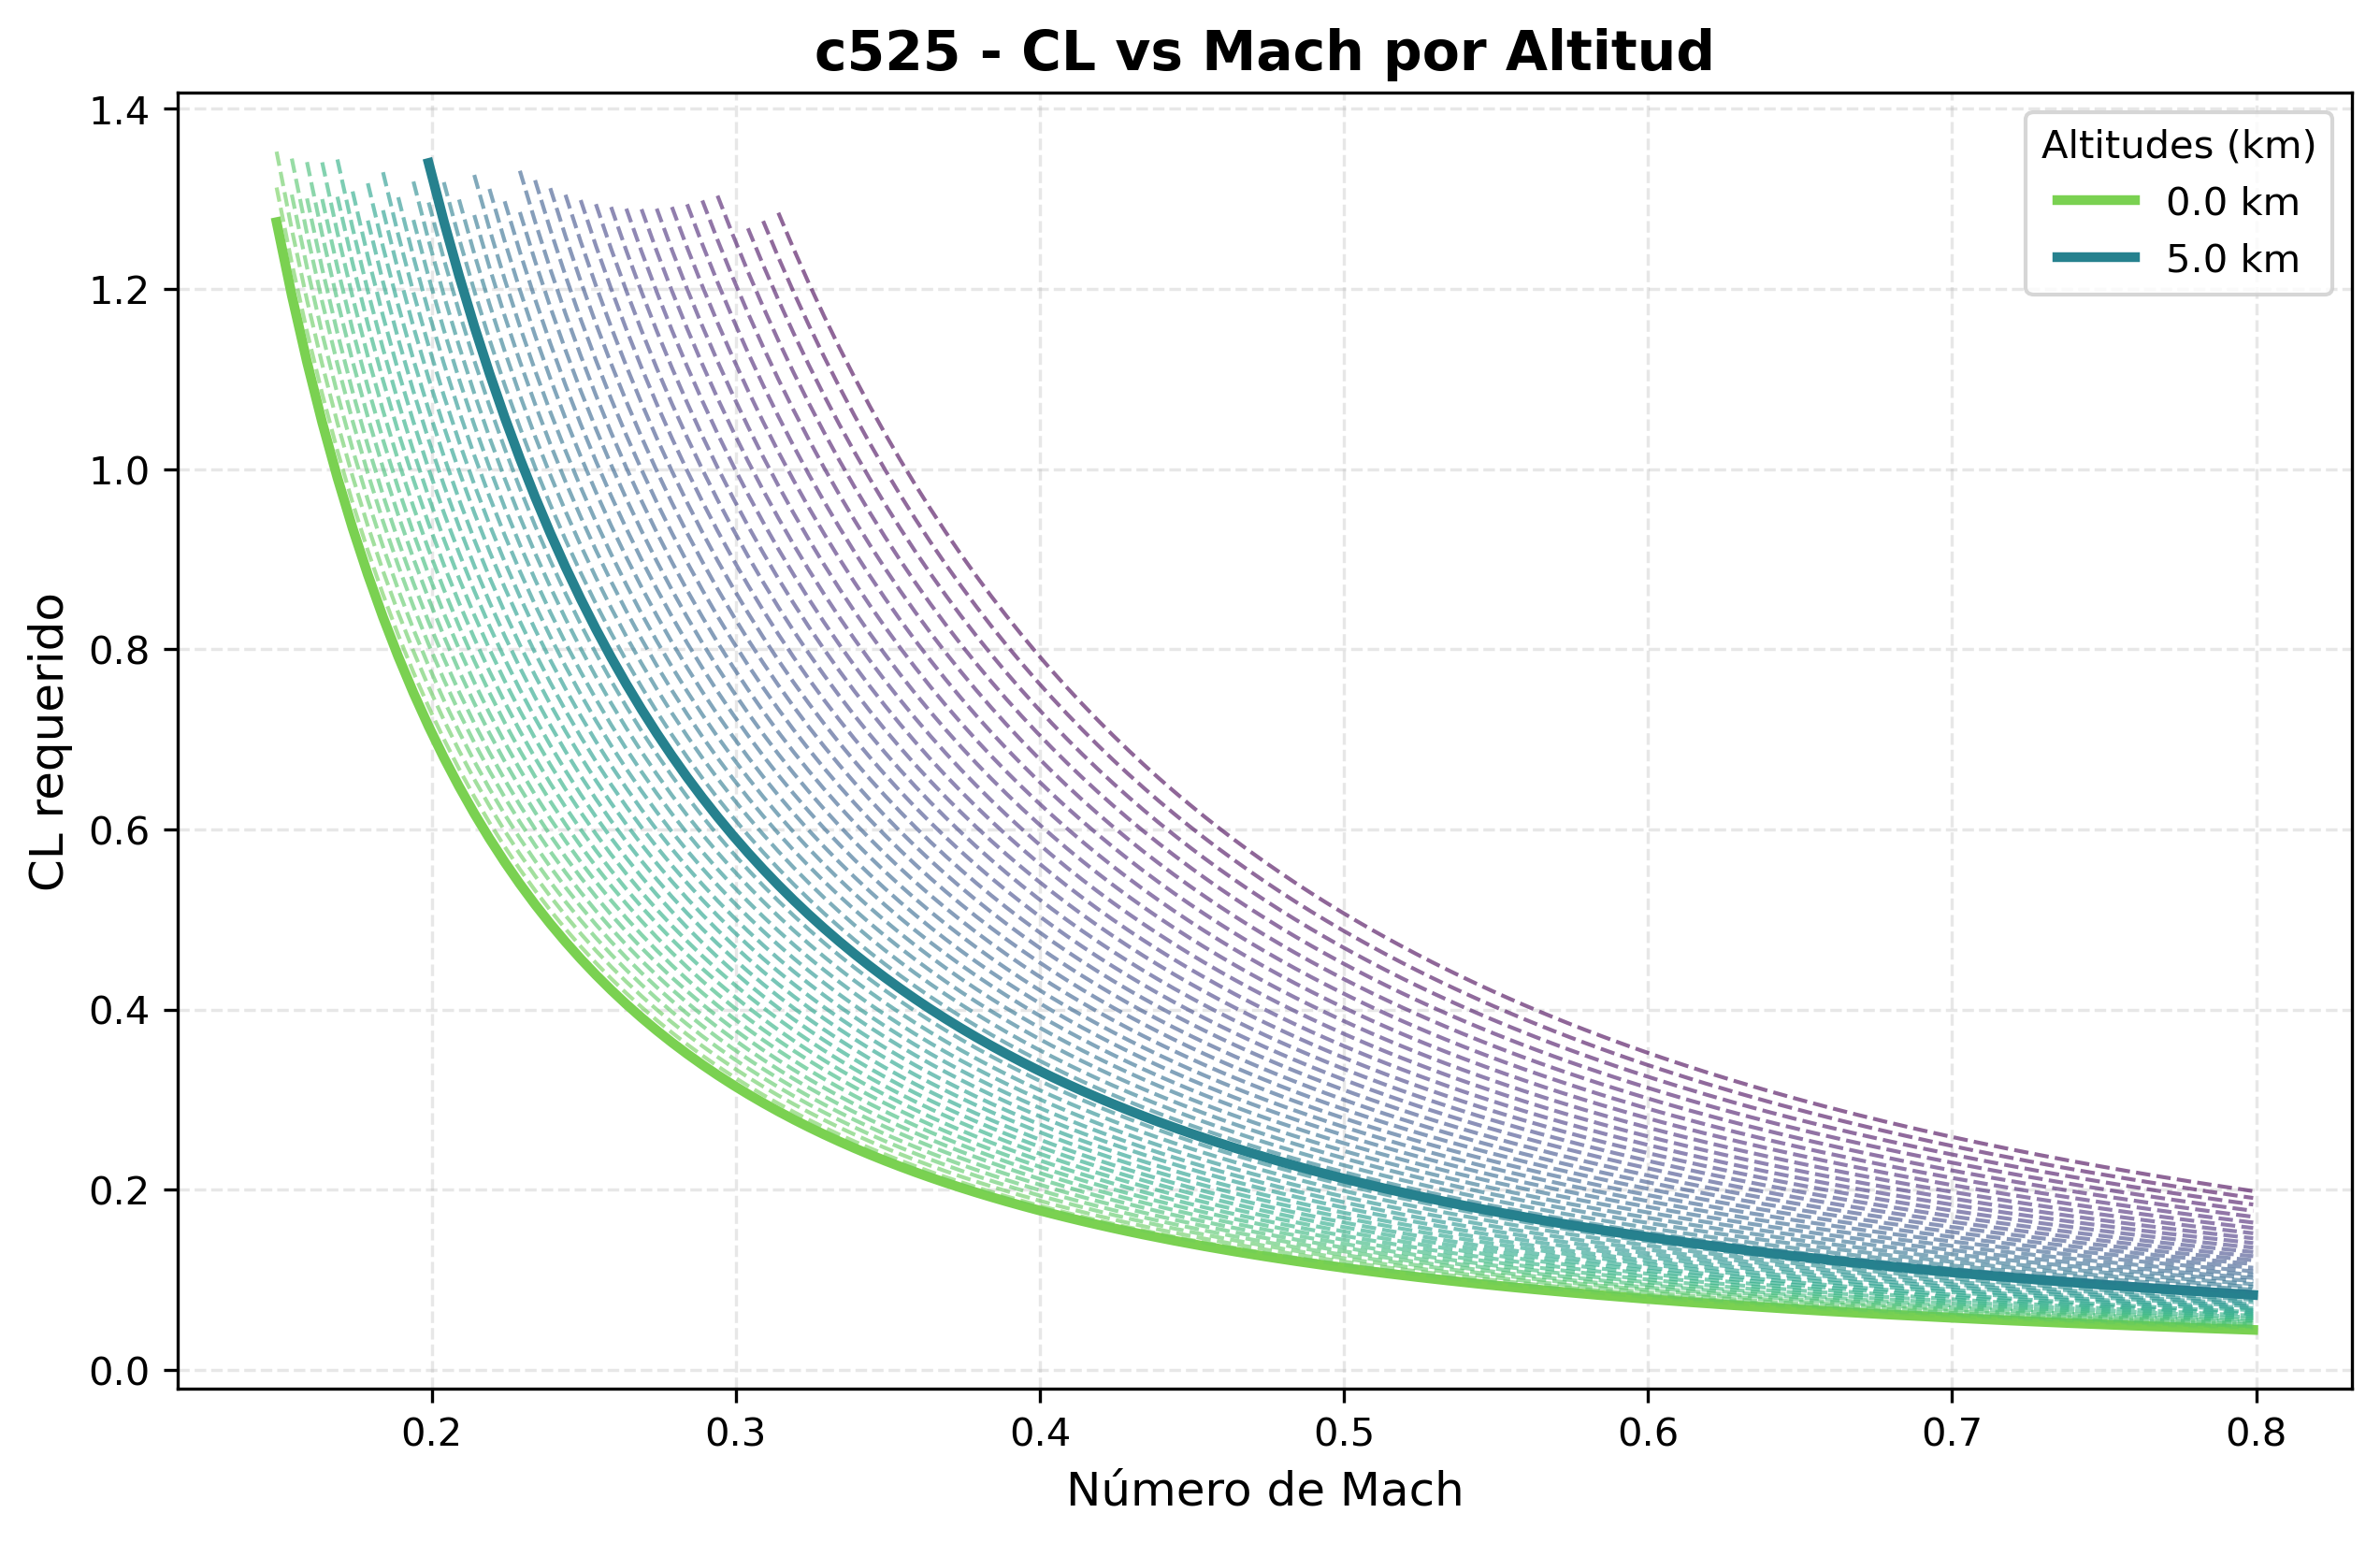 c525 - CL vs Mach por Altitud
Altitudes (km)
0.0 km
5.0 km
CL requerido
1.4
1.2
1.0
0.8
0.6
0.4
0.2
0.0
0.2 0.3 0.4 0.5 0.6 0.7 0.8
Número de Mach